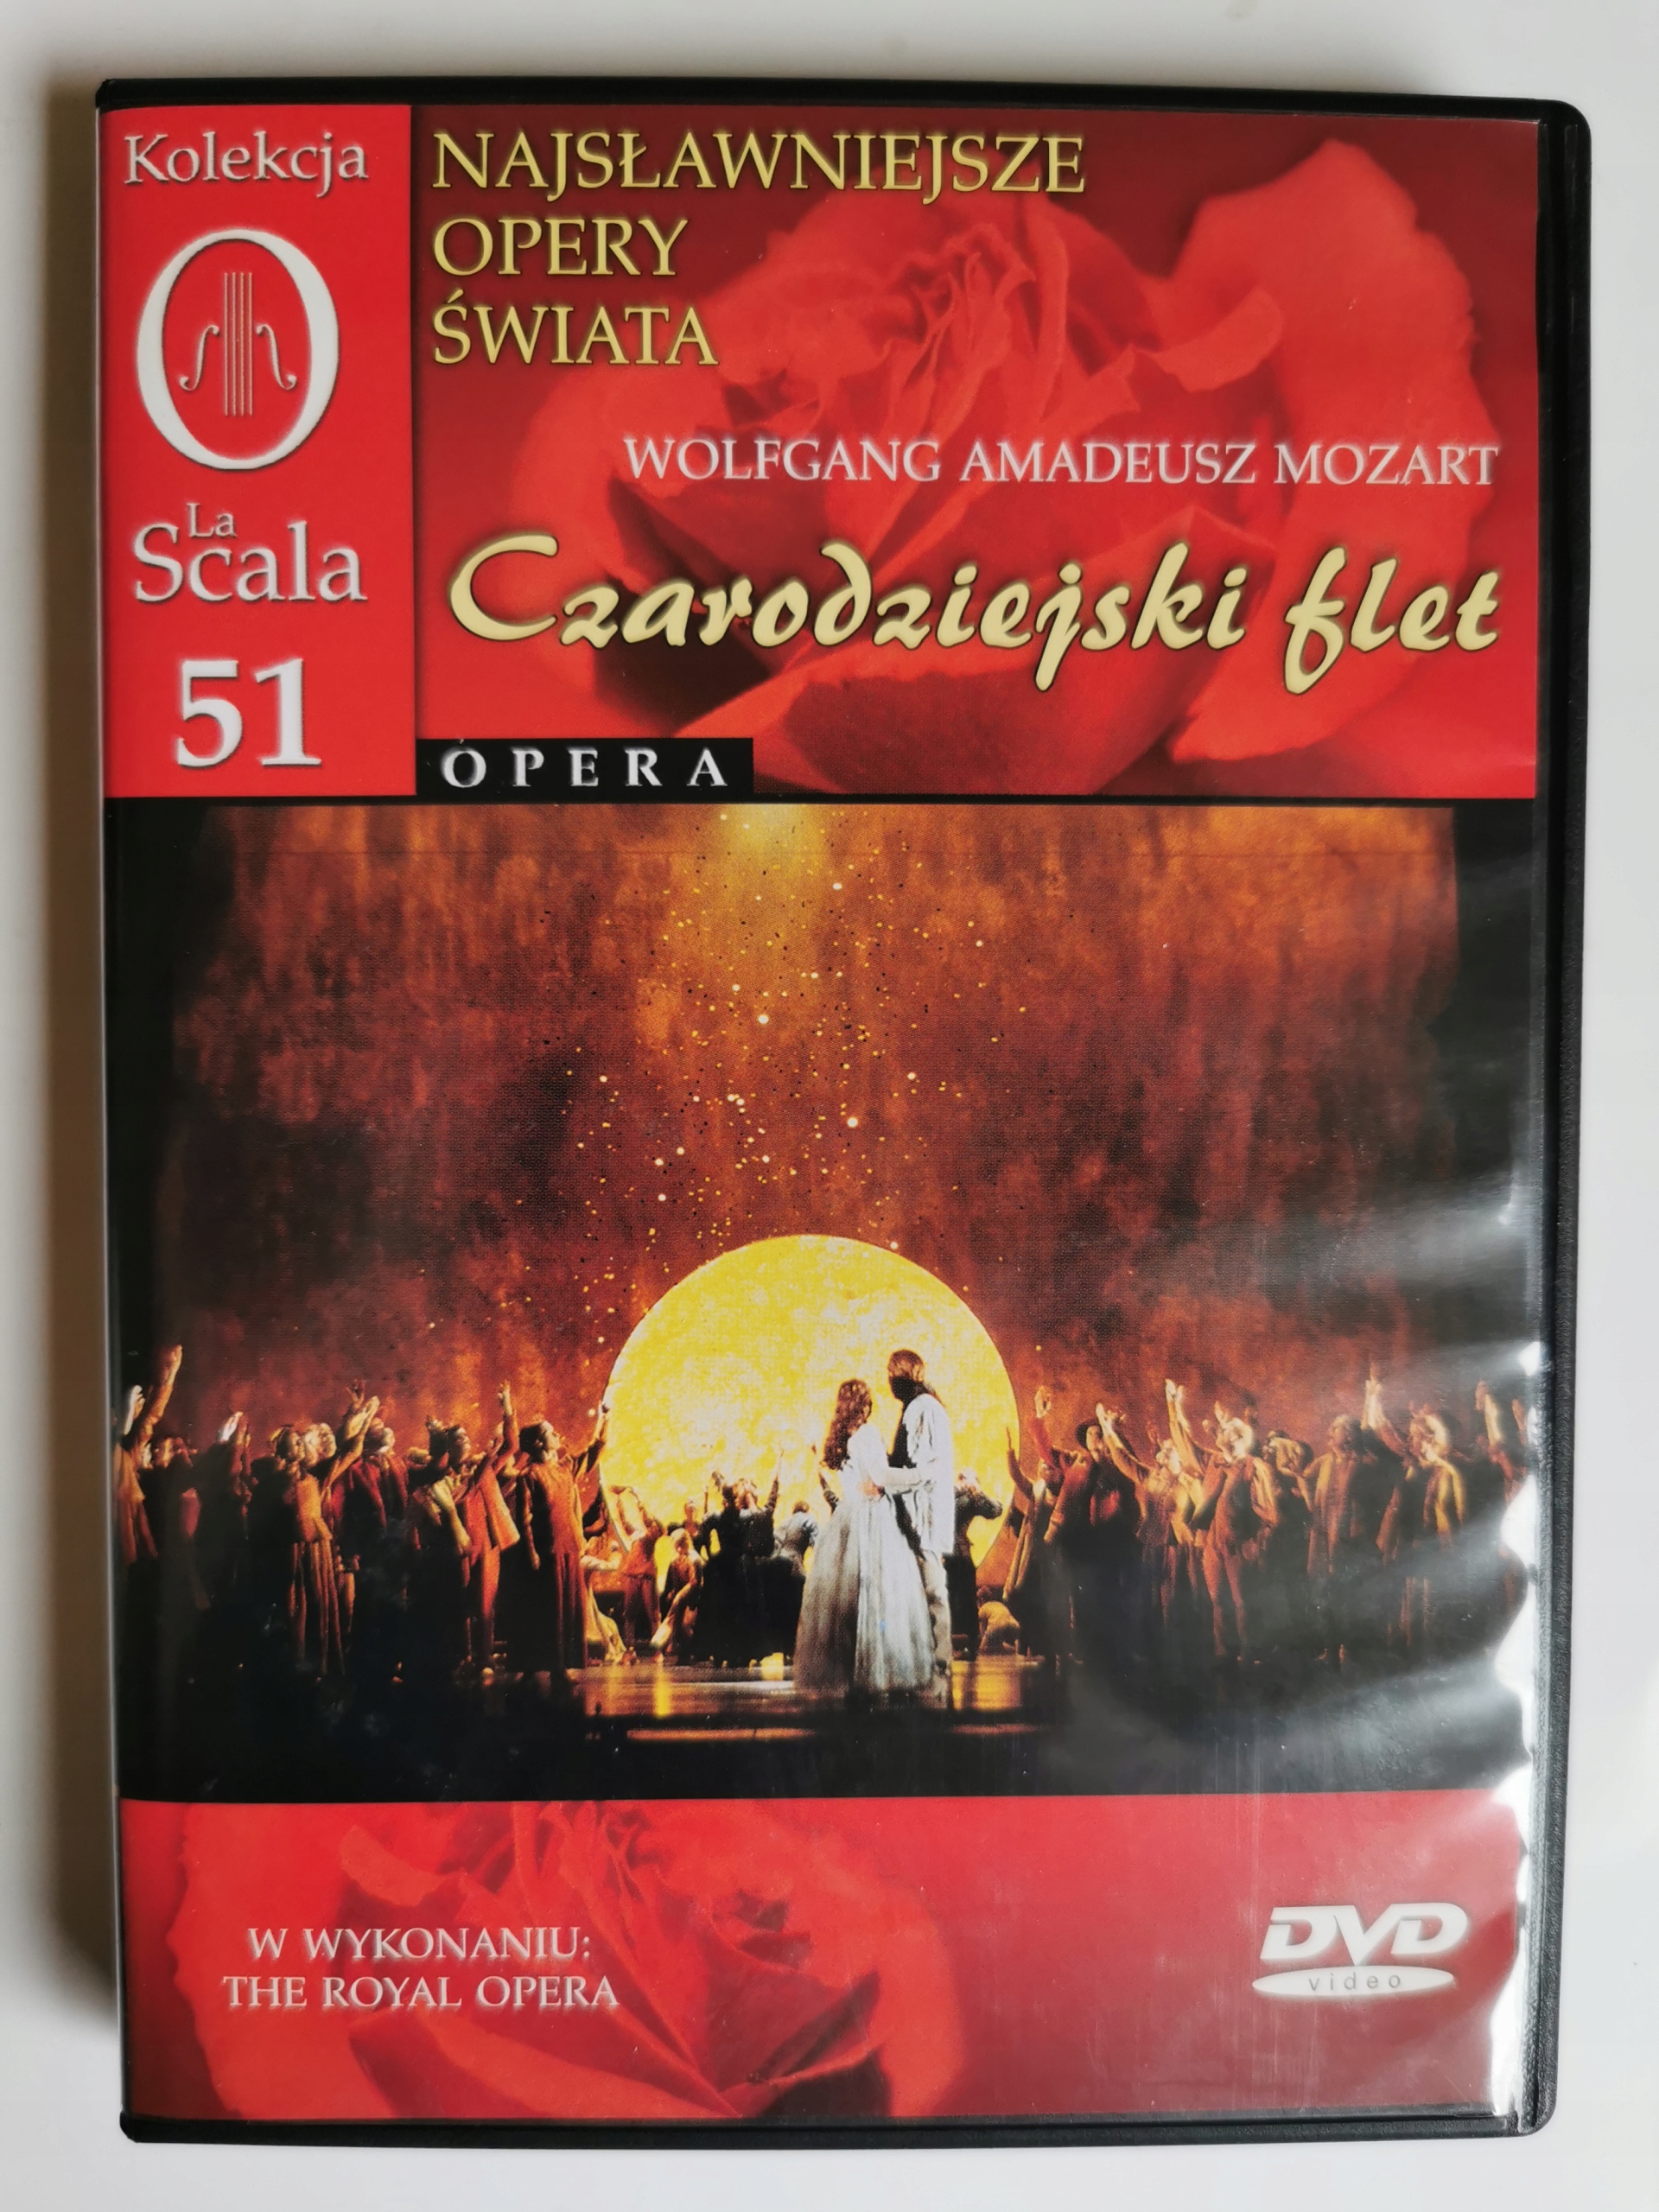 Kolekcja
La
Scala
51
NAJSŁAWNIEJSZE
OPERY
ŚWIATA
WOLFGANG AMADEUSZ MOZART
Czarodziejski flet
OPERA
W WYKONANIU:
THE ROYAL OPERA
DVD
video